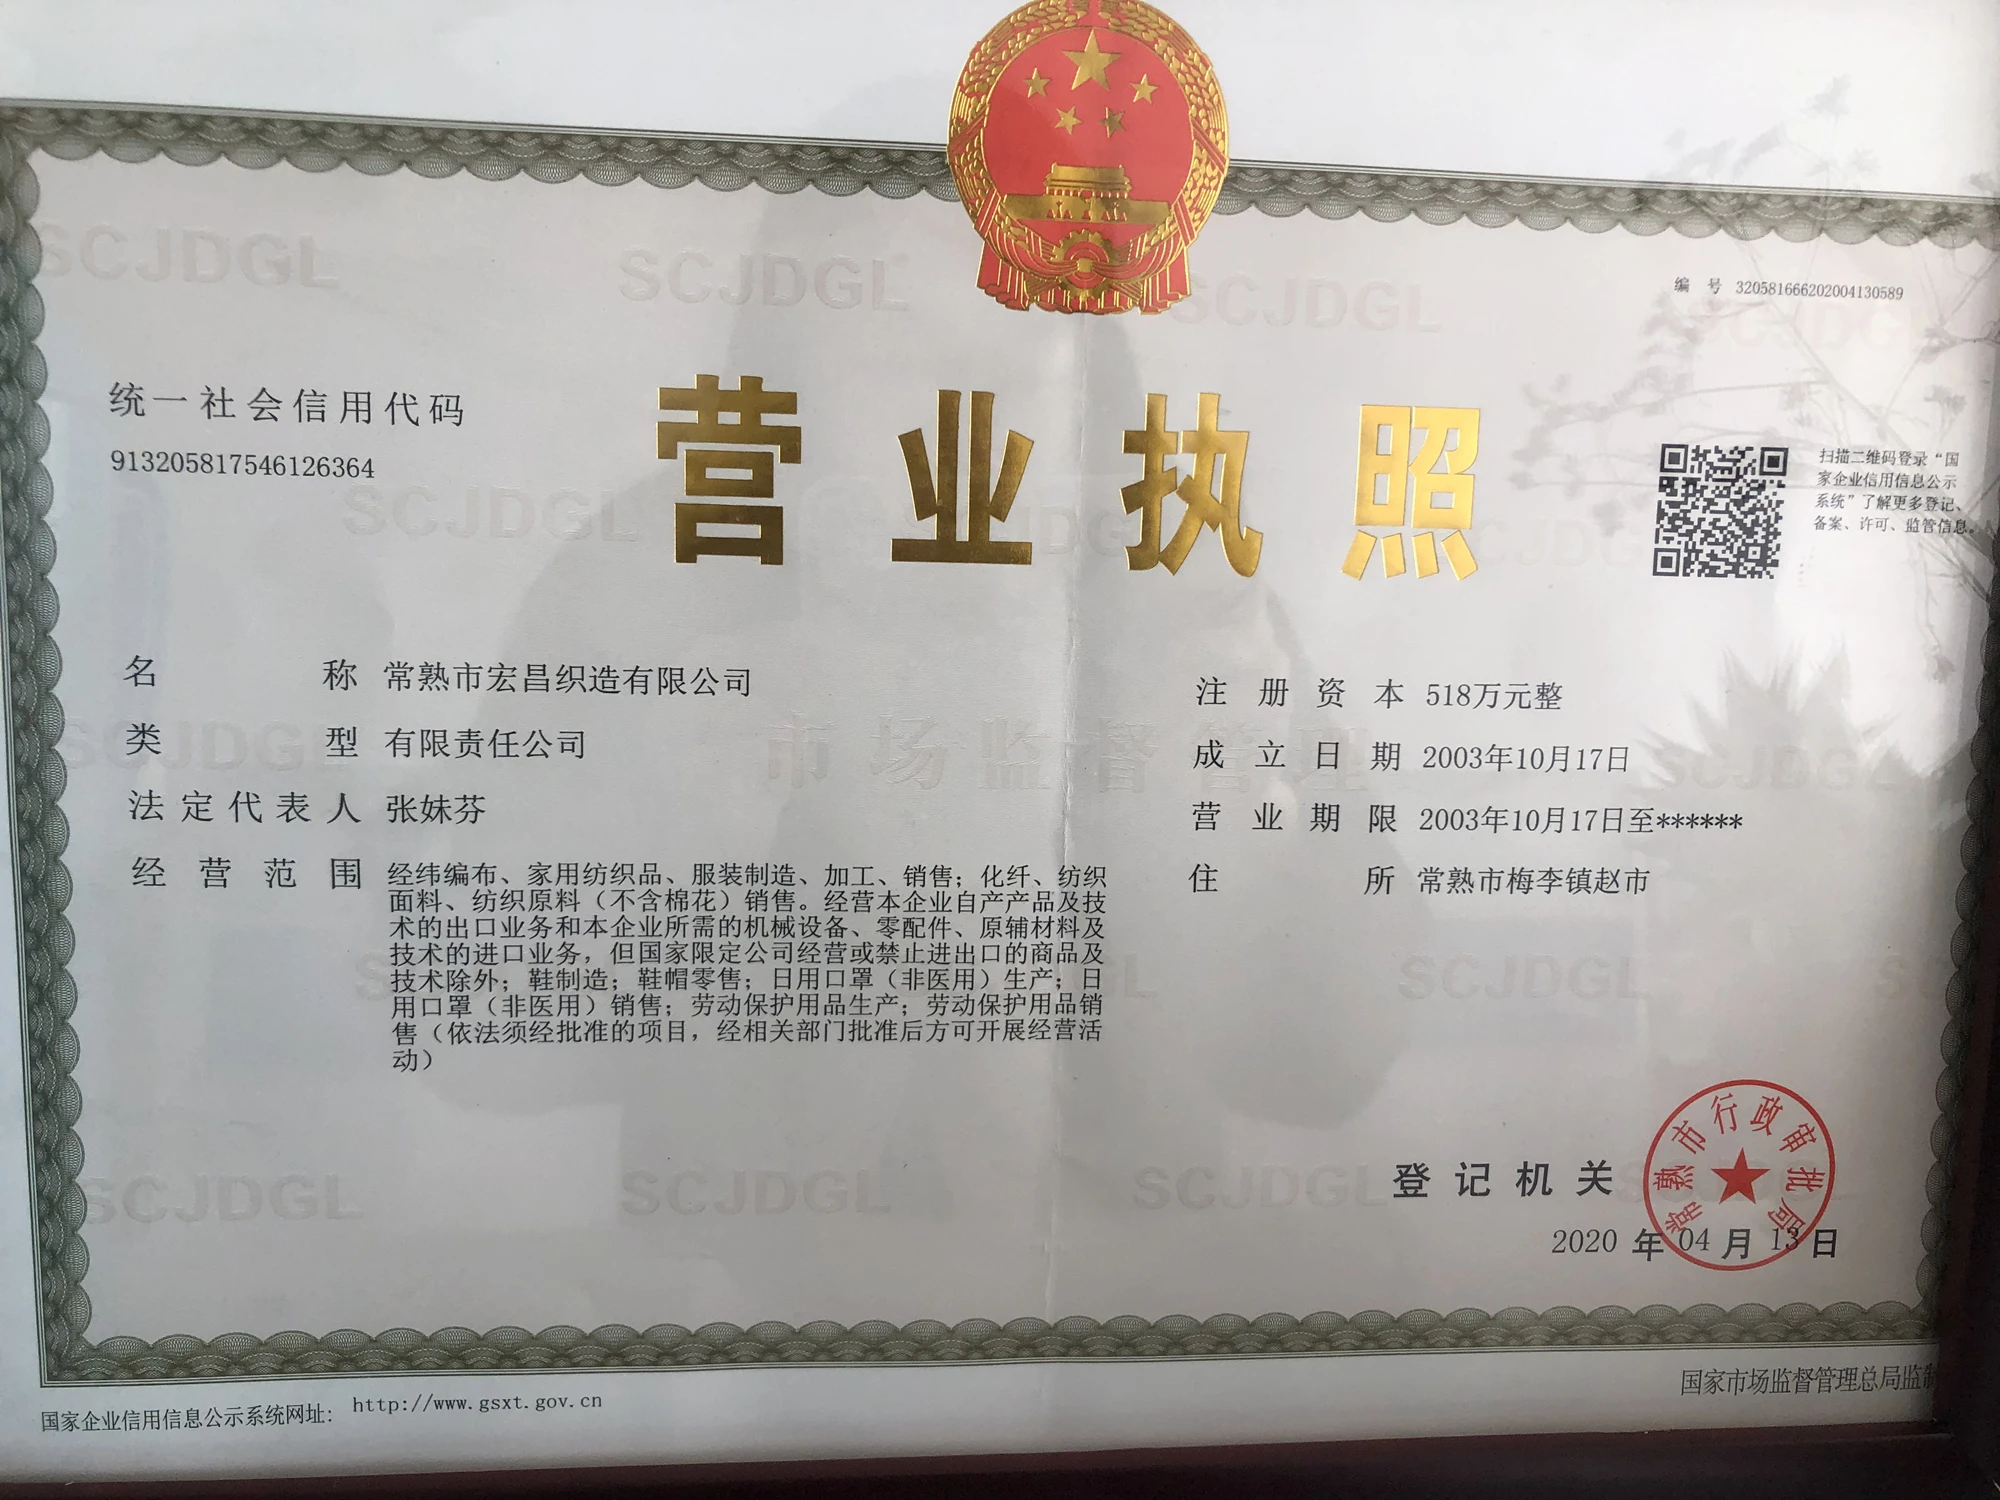 编 号 320581666202004130589
统一社会信用代码
913205817546126364
营业执照
扫描二维码登录“国
家企业信用信息公示
系统”了解更多登记、
备案、许可、监管信息。
名 称 常熟市宏昌织造有限公司
类 型 有限责任公司
法定代表人 张妹芬
经营范围 经纬编布、家用纺织品、服装制造、加工、销售；化纤、纺织
面料、纺织原料（不含棉花）销售。经营本企业自产产品及技
术的出口业务和本企业所需的机械设备、零配件、原辅材料及
技术的进口业务，但国家限定公司经营或禁止进出口的商品及
技术除外；鞋制造；鞋帽零售；日用口罩（非医用）生产；日
用口罩（非医用）销售；劳动保护用品生产；劳动保护用品销
售（依法须经批准的项目，经相关部门批准后方可开展经营活
动）
注册资本 518万元整
成立日期 2003年10月17日
营业期限 2003年10月17日至******
住 所 常熟市梅李镇赵市
登记机关
常熟市行政审批局
2020 年 04 月 13 日
国家企业信用信息公示系统网址： http://www.gsxt.gov.cn
国家市场监督管理总局监制
SCJDGL
SCJDGL
SCJDGL
SCJDGL
SCJDGL
市场监督管理
SCJDGL
SCJDGL
SCJDGL
SCJDGL
SCJDGL